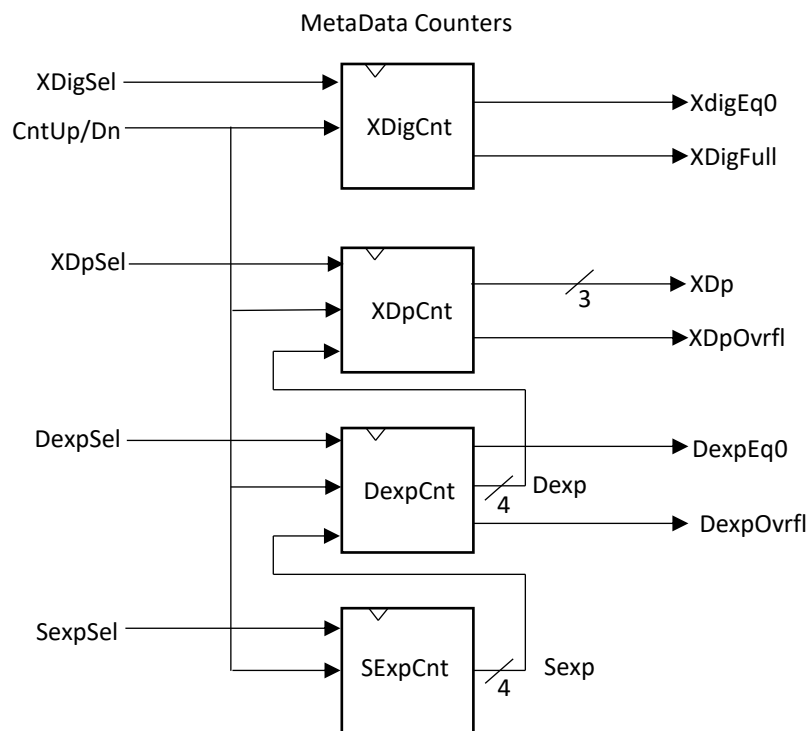 MetaData Counters
XDigSel
CntUp/Dn
XDigCnt
XdigEq0
XDigFull
XDpSel
XDpCnt
3
XDp
XDpOvrfl
DexpSel
DexpCnt
4
Dexp
DexpEq0
DexpOvrfl
SexpSel
SExpCnt
4
Sexp